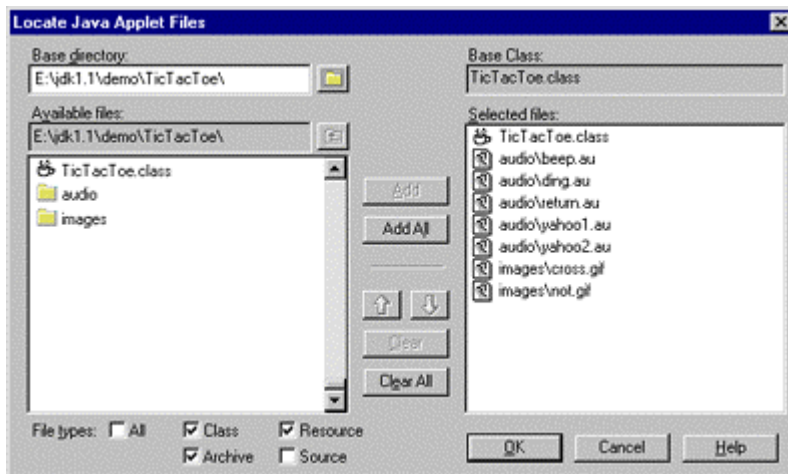 Locate Java Applet Files
Base directory:
E:\jdk1.1\demo\TicTacToe\
Available files:
E:\jdk1.1\demo\TicTacToe\
TicTacToe.class
audio
images
File types:
All
Class
Resource
Archive
Source
Add
Add All
Clear
Clear All
Base Class:
TicTacToe.class
Selected files:
TicTacToe.class
audio\beep.au
audio\ding.au
audio\return.au
audio\yahoo1.au
audio\yahoo2.au
images\cross.gif
images\not.gif
OK
Cancel
Help